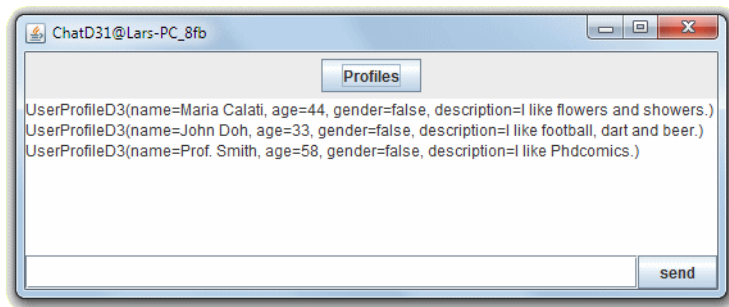 ChatD31@Lars-PC_8fb
Profiles
UserProfileD3(name=Maria Calati, age=44, gender=false, description=I like flowers and showers.)
UserProfileD3(name=John Doh, age=33, gender=false, description=I like football, dart and beer.)
UserProfileD3(name=Prof. Smith, age=58, gender=false, description=I like Phdcomics.)
send